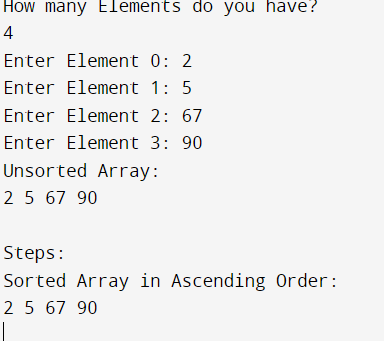 How many Elements do you have?
4
Enter Element 0: 2
Enter Element 1: 5
Enter Element 2: 67
Enter Element 3: 90
Unsorted Array:
2 5 67 90
Steps:
Sorted Array in Ascending Order:
2 5 67 90